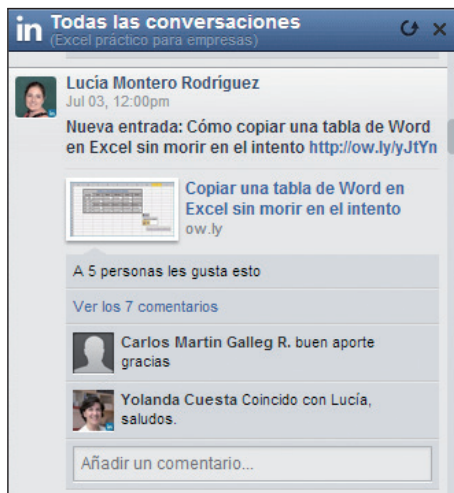 in Todas las conversaciones
(Excel práctico para empresas)
Lucía Montero Rodríguez
Jul 03, 12:00pm
Nueva entrada: Cómo copiar una tabla de Word
en Excel sin morir en el intento http://ow.ly/yJtYn
Copiar una tabla de Word en
Excel sin morir en el intento
ow.ly
A 5 personas les gusta esto
Ver los 7 comentarios
Carlos Martin Galleg R. buen aporte
gracias
Yolanda Cuesta Coincido con Lucía,
saludos.
Añadir un comentario...